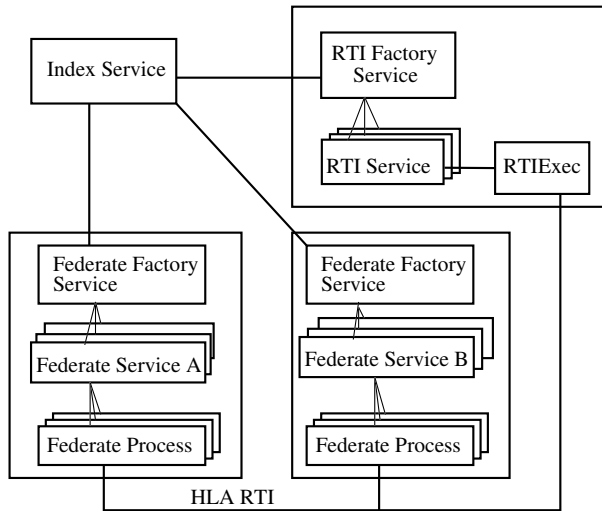 Index Service
RTI Factory
Service
RTI Service
RTIExec
Federate Factory
Service
Federate Service A
Federate Process
Federate Factory
Service
Federate Service B
Federate Process
HLA RTI